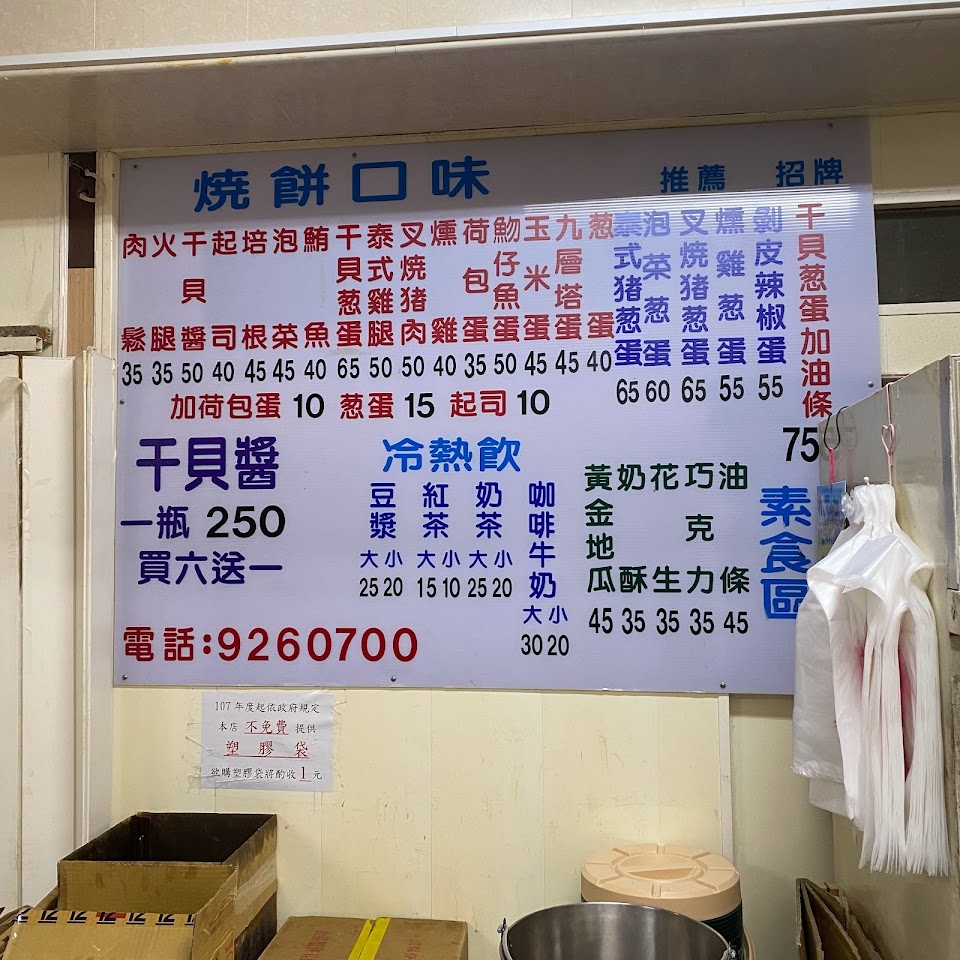 燒餅口味
推薦
招牌
肉鬆 35
火腿 35
干貝醬 50
起司 40
培根 45
泡菜 45
鮪魚 40
干貝葱蛋 65
泰式雞腿 50
叉燒猪肉 50
燻雞 40
荷包蛋 35
魩仔魚蛋 50
玉米蛋 45
九層塔蛋 45
葱蛋 40
泰式猪葱蛋 65
泡菜葱蛋 60
叉燒猪葱蛋 65
燻雞葱蛋 55
剝皮辣椒蛋 55
干貝葱蛋加油條 75
加荷包蛋 10 葱蛋 15 起司 10
干貝醬
一瓶 250
買六送一
冷熱飲
豆漿 大小 25 20
紅茶 大小 15 10
奶茶 大小 25 20
咖啡牛奶 大小 30 20
黃金地瓜 45
奶酥 35
花生 35
巧克力 35
油條 45
素食區
電話:9260700
107 年度起依政府規定
本店 不免費 提供
塑膠袋
欲購塑膠袋將酌收 1 元